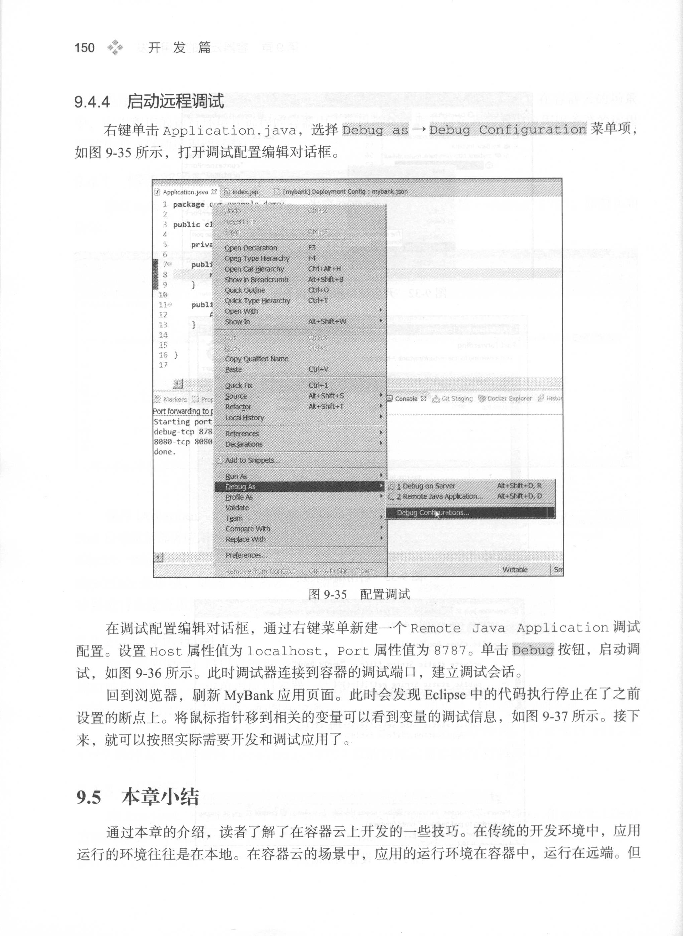 150 开 发 篇
9.4.4 启动远程调试
右键单击 Application.java，选择 Debug as → Debug Configuration 菜单项，
如图 9-35 所示，打开调试配置编辑对话框。
Application.java index.jsp [mybank] Deployment Config : mybank.json
1 package
2
3 public cl
4
5 priva
6
7 publi
8
9 }
10
11 publi
12
13 }
14
15
16 }
17
Open Declaration F3
Open Type Hierarchy F4
Open Call Hierarchy Ctrl+Alt+H
Show in Breadcrumb Alt+Shift+B
Quick Outline Ctrl+O
Quick Type Hierarchy Ctrl+T
Open With
Show In Alt+Shift+W
Copy Qualified Name
Paste Ctrl+V
Quick Fix Ctrl+1
Source Alt+Shift+S
Refactor Alt+Shift+T
Local History
References
Declarations
Add to Snippets...
Run As
Debug As
Profile As
Validate
Team
Compare With
Replace With
Preferences...
1 Debug on Server Alt+Shift+D, R
2 Remote Java Application... Alt+Shift+D, D
Debug Configurations...
Markers Prop
Console Git Staging Docker Explorer Histor
Port forwarding to p
Starting port
debug-tcp 878
8080-tcp 8080
done.
Writable Sm
图 9-35 配置调试
在调试配置编辑对话框，通过右键菜单新建一个 Remote Java Application 调试
配置。设置 Host 属性值为 localhost，Port 属性值为 8787。单击 Debug 按钮，启动调
试，如图 9-36 所示。此时调试器连接到容器的调试端口，建立调试会话。
回到浏览器，刷新 MyBank 应用页面。此时会发现 Eclipse 中的代码执行停止在了之前
设置的断点上。将鼠标指针移到相关的变量可以看到变量的调试信息，如图 9-37 所示。接下
来，就可以按照实际需要开发和调试应用了。
9.5 本章小结
通过本章的介绍，读者了解了在容器云上开发的一些技巧。在传统的开发环境中，应用
运行的环境往往是在本地。在容器云的场景中，应用的运行环境在容器中，运行在远端。但